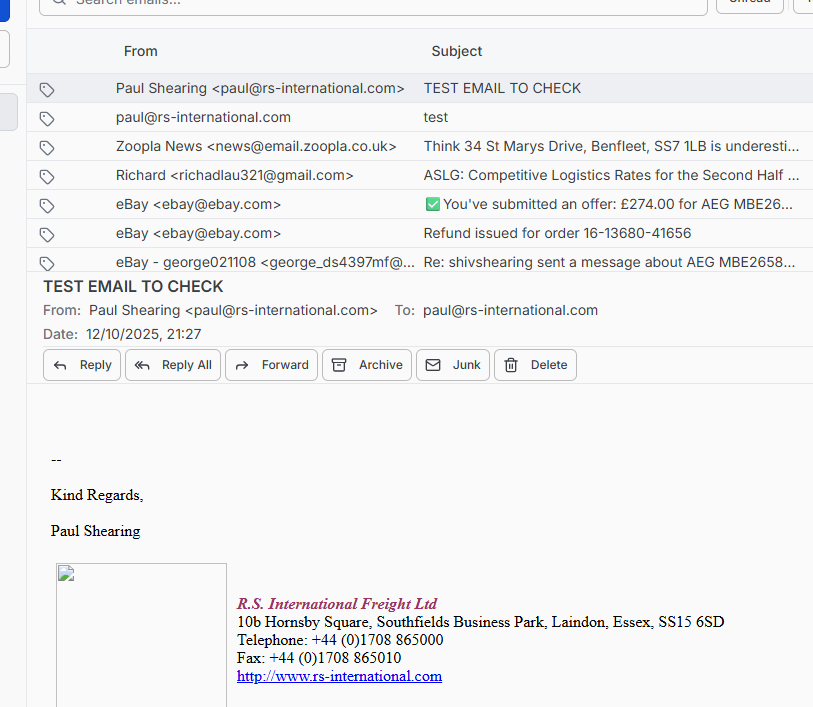 Search emails...
Unread
From Subject
Paul Shearing <paul@rs-international.com> TEST EMAIL TO CHECK
paul@rs-international.com test
Zoopla News <news@email.zoopla.co.uk> Think 34 St Marys Drive, Benfleet, SS7 1LB is underesti...
Richard <richadlau321@gmail.com> ASLG: Competitive Logistics Rates for the Second Half ...
eBay <ebay@ebay.com> ✅ You've submitted an offer: £274.00 for AEG MBE26...
eBay <ebay@ebay.com> Refund issued for order 16-13680-41656
eBay - george021108 <george_ds4397mf@... Re: shivshearing sent a message about AEG MBE2658...
TEST EMAIL TO CHECK
From: Paul Shearing <paul@rs-international.com> To: paul@rs-international.com
Date: 12/10/2025, 21:27
Reply Reply All Forward Archive Junk Delete
--
Kind Regards,
Paul Shearing
R.S. International Freight Ltd
10b Hornsby Square, Southfields Business Park, Laindon, Essex, SS15 6SD
Telephone: +44 (0)1708 865000
Fax: +44 (0)1708 865010
http://www.rs-international.com